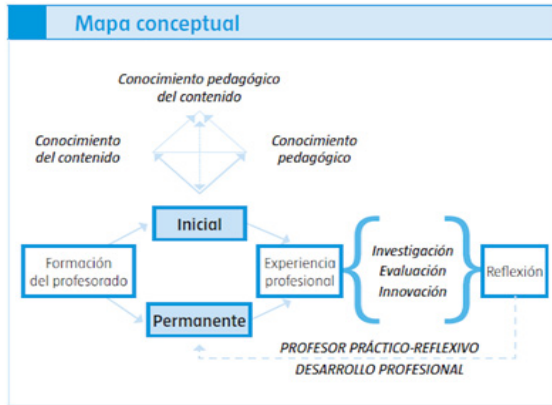 Mapa conceptual
Conocimiento pedagógico
del contenido
Conocimiento
del contenido
Conocimiento
pedagógico
Inicial
Formación
del profesorado
Experiencia
profesional
Investigación
Evaluación
Innovación
Reflexión
Permanente
PROFESOR PRÁCTICO-REFLEXIVO
DESARROLLO PROFESIONAL